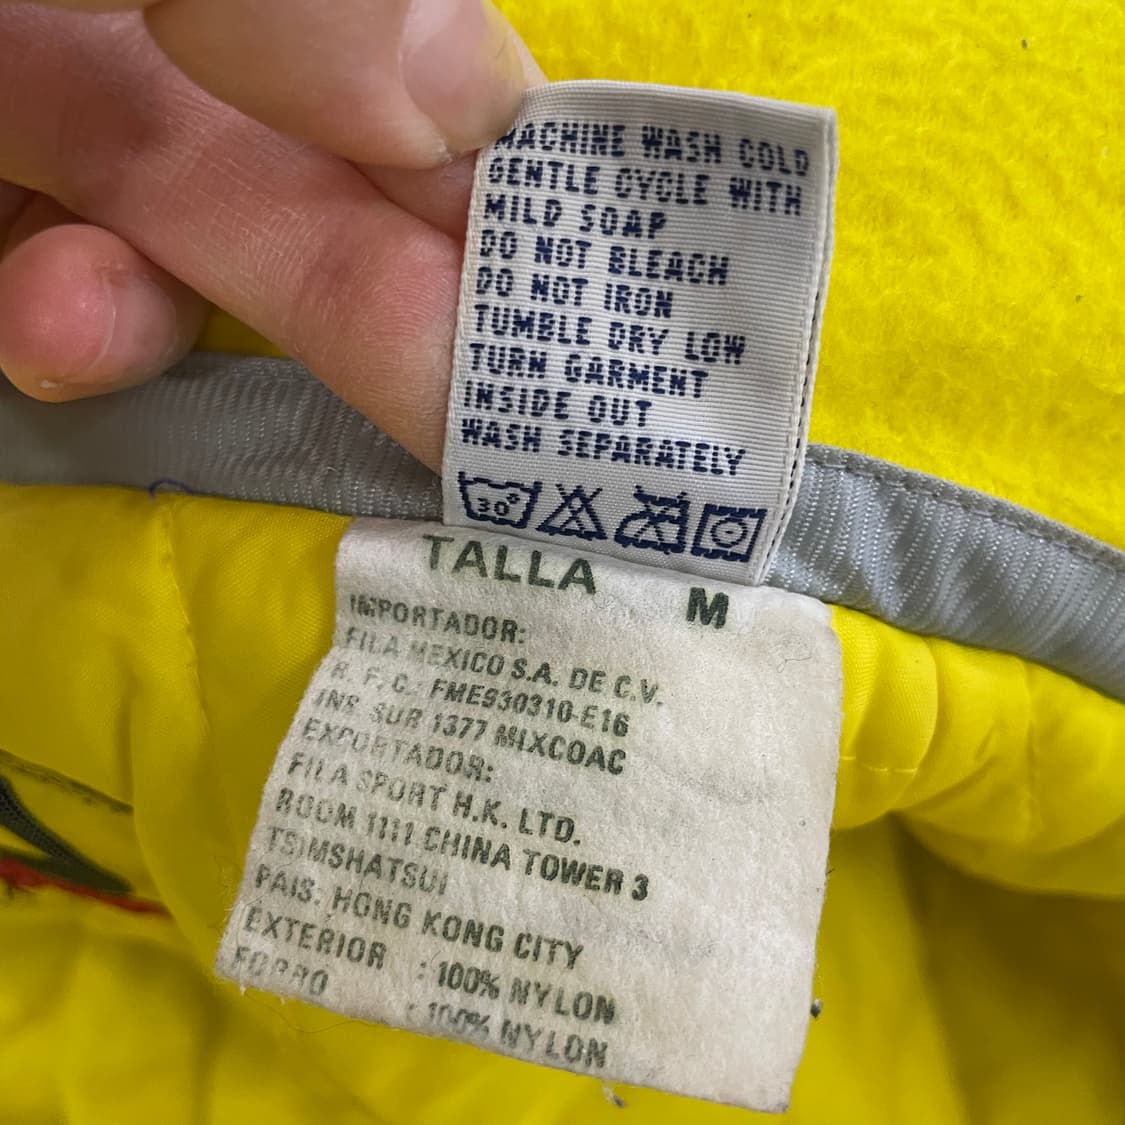 MACHINE WASH COLD
GENTLE CYCLE WITH
MILD SOAP
DO NOT BLEACH
DO NOT IRON
TUMBLE DRY LOW
TURN GARMENT
INSIDE OUT
WASH SEPARATELY
30°
TALLA M
IMPORTADOR:
FILA MEXICO S.A. DE C.V.
R. F. C.: FME930310-E16
INS. SUR 1377 MIXCOAC
EXPORTADOR:
FILA SPORT H.K. LTD.
ROOM 1111 CHINA TOWER 3
TSIMSHATSUI
PAIS: HONG KONG CITY
EXTERIOR : 100% NYLON
FORRO : 100% NYLON